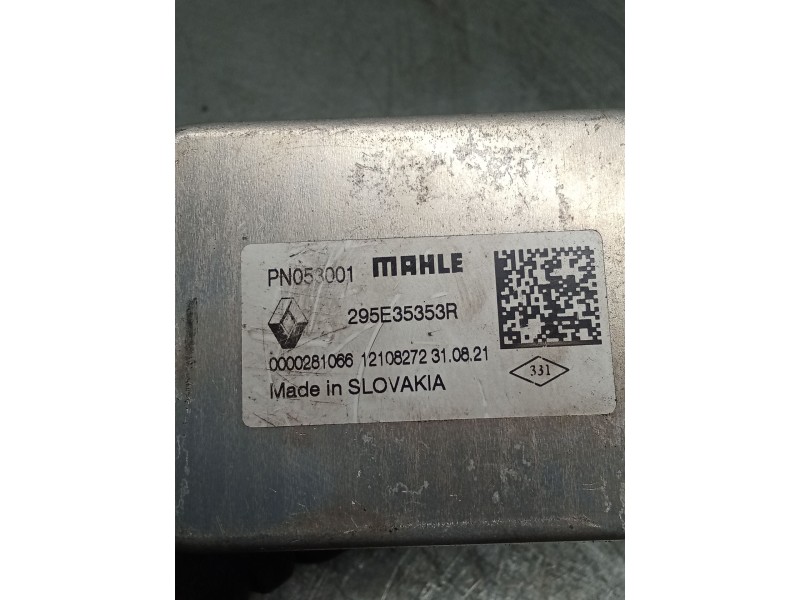 PN053001 MAHLE
295E35353R
0000281066 12108272 31.08.21
331
Made in SLOVAKIA